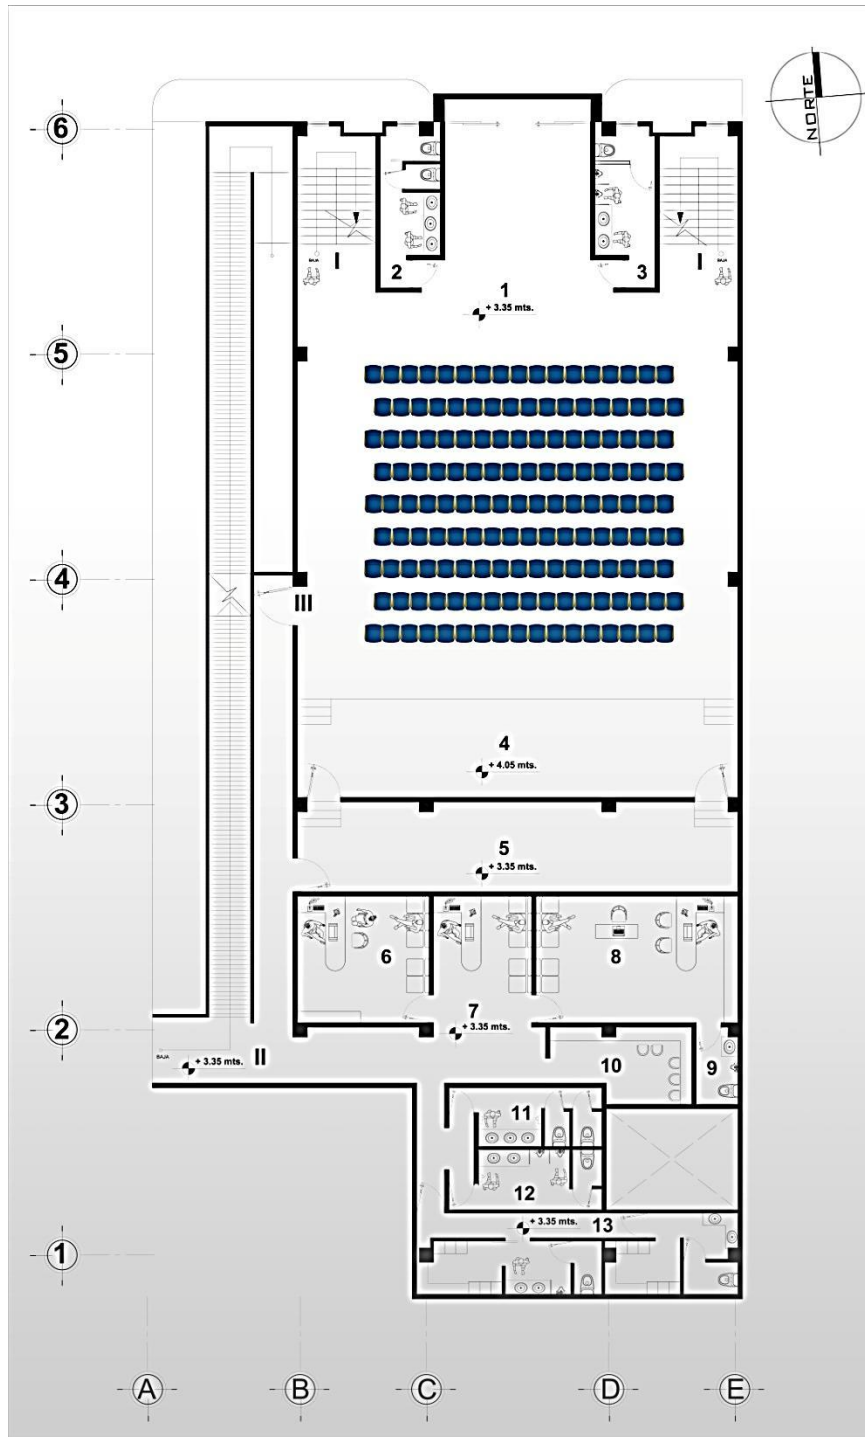 NORTE
6
I
BAJA
2
3
I
BAJA
1
+ 3.35 mts.
5
4
III
4
+ 4.05 mts.
3
5
+ 3.35 mts.
6
8
7
+ 3.35 mts.
2
BAJA
+ 3.35 mts.
II
10
9
11
12
+ 3.35 mts.
13
1
A
B
C
D
E